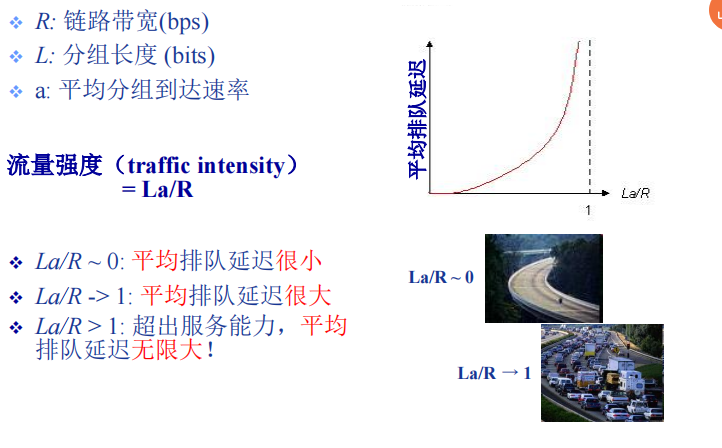 R: 链路带宽(bps)
L: 分组长度 (bits)
a: 平均分组到达速率
流量强度（traffic intensity）
= La/R
La/R ~ 0: 平均排队延迟很小
La/R -> 1: 平均排队延迟很大
La/R > 1: 超出服务能力，平均
排队延迟无限大！
平均排队延迟
La/R
1
La/R ~ 0
La/R → 1